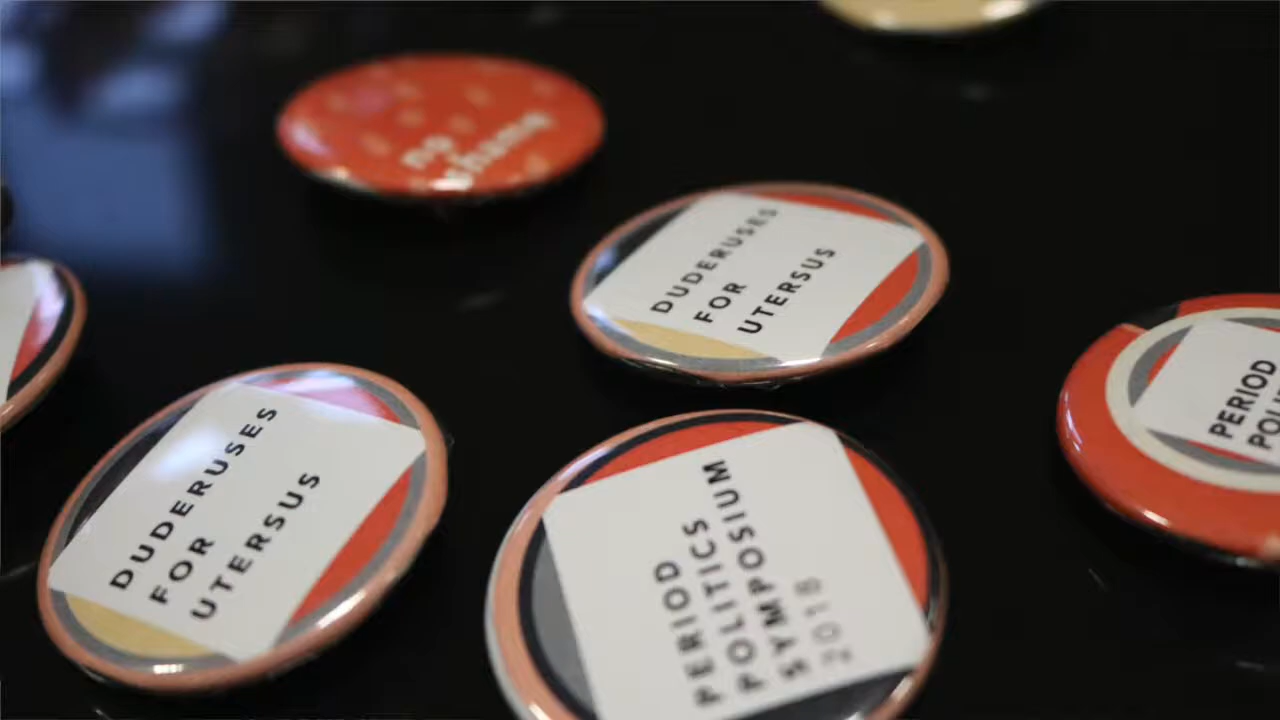 no
shame
DUDERUSES
FOR
UTERSUS
DUDERUSES
FOR
UTERSUS
PERIOD
POLITICS
SYMPOSIUM
2018
PERIOD